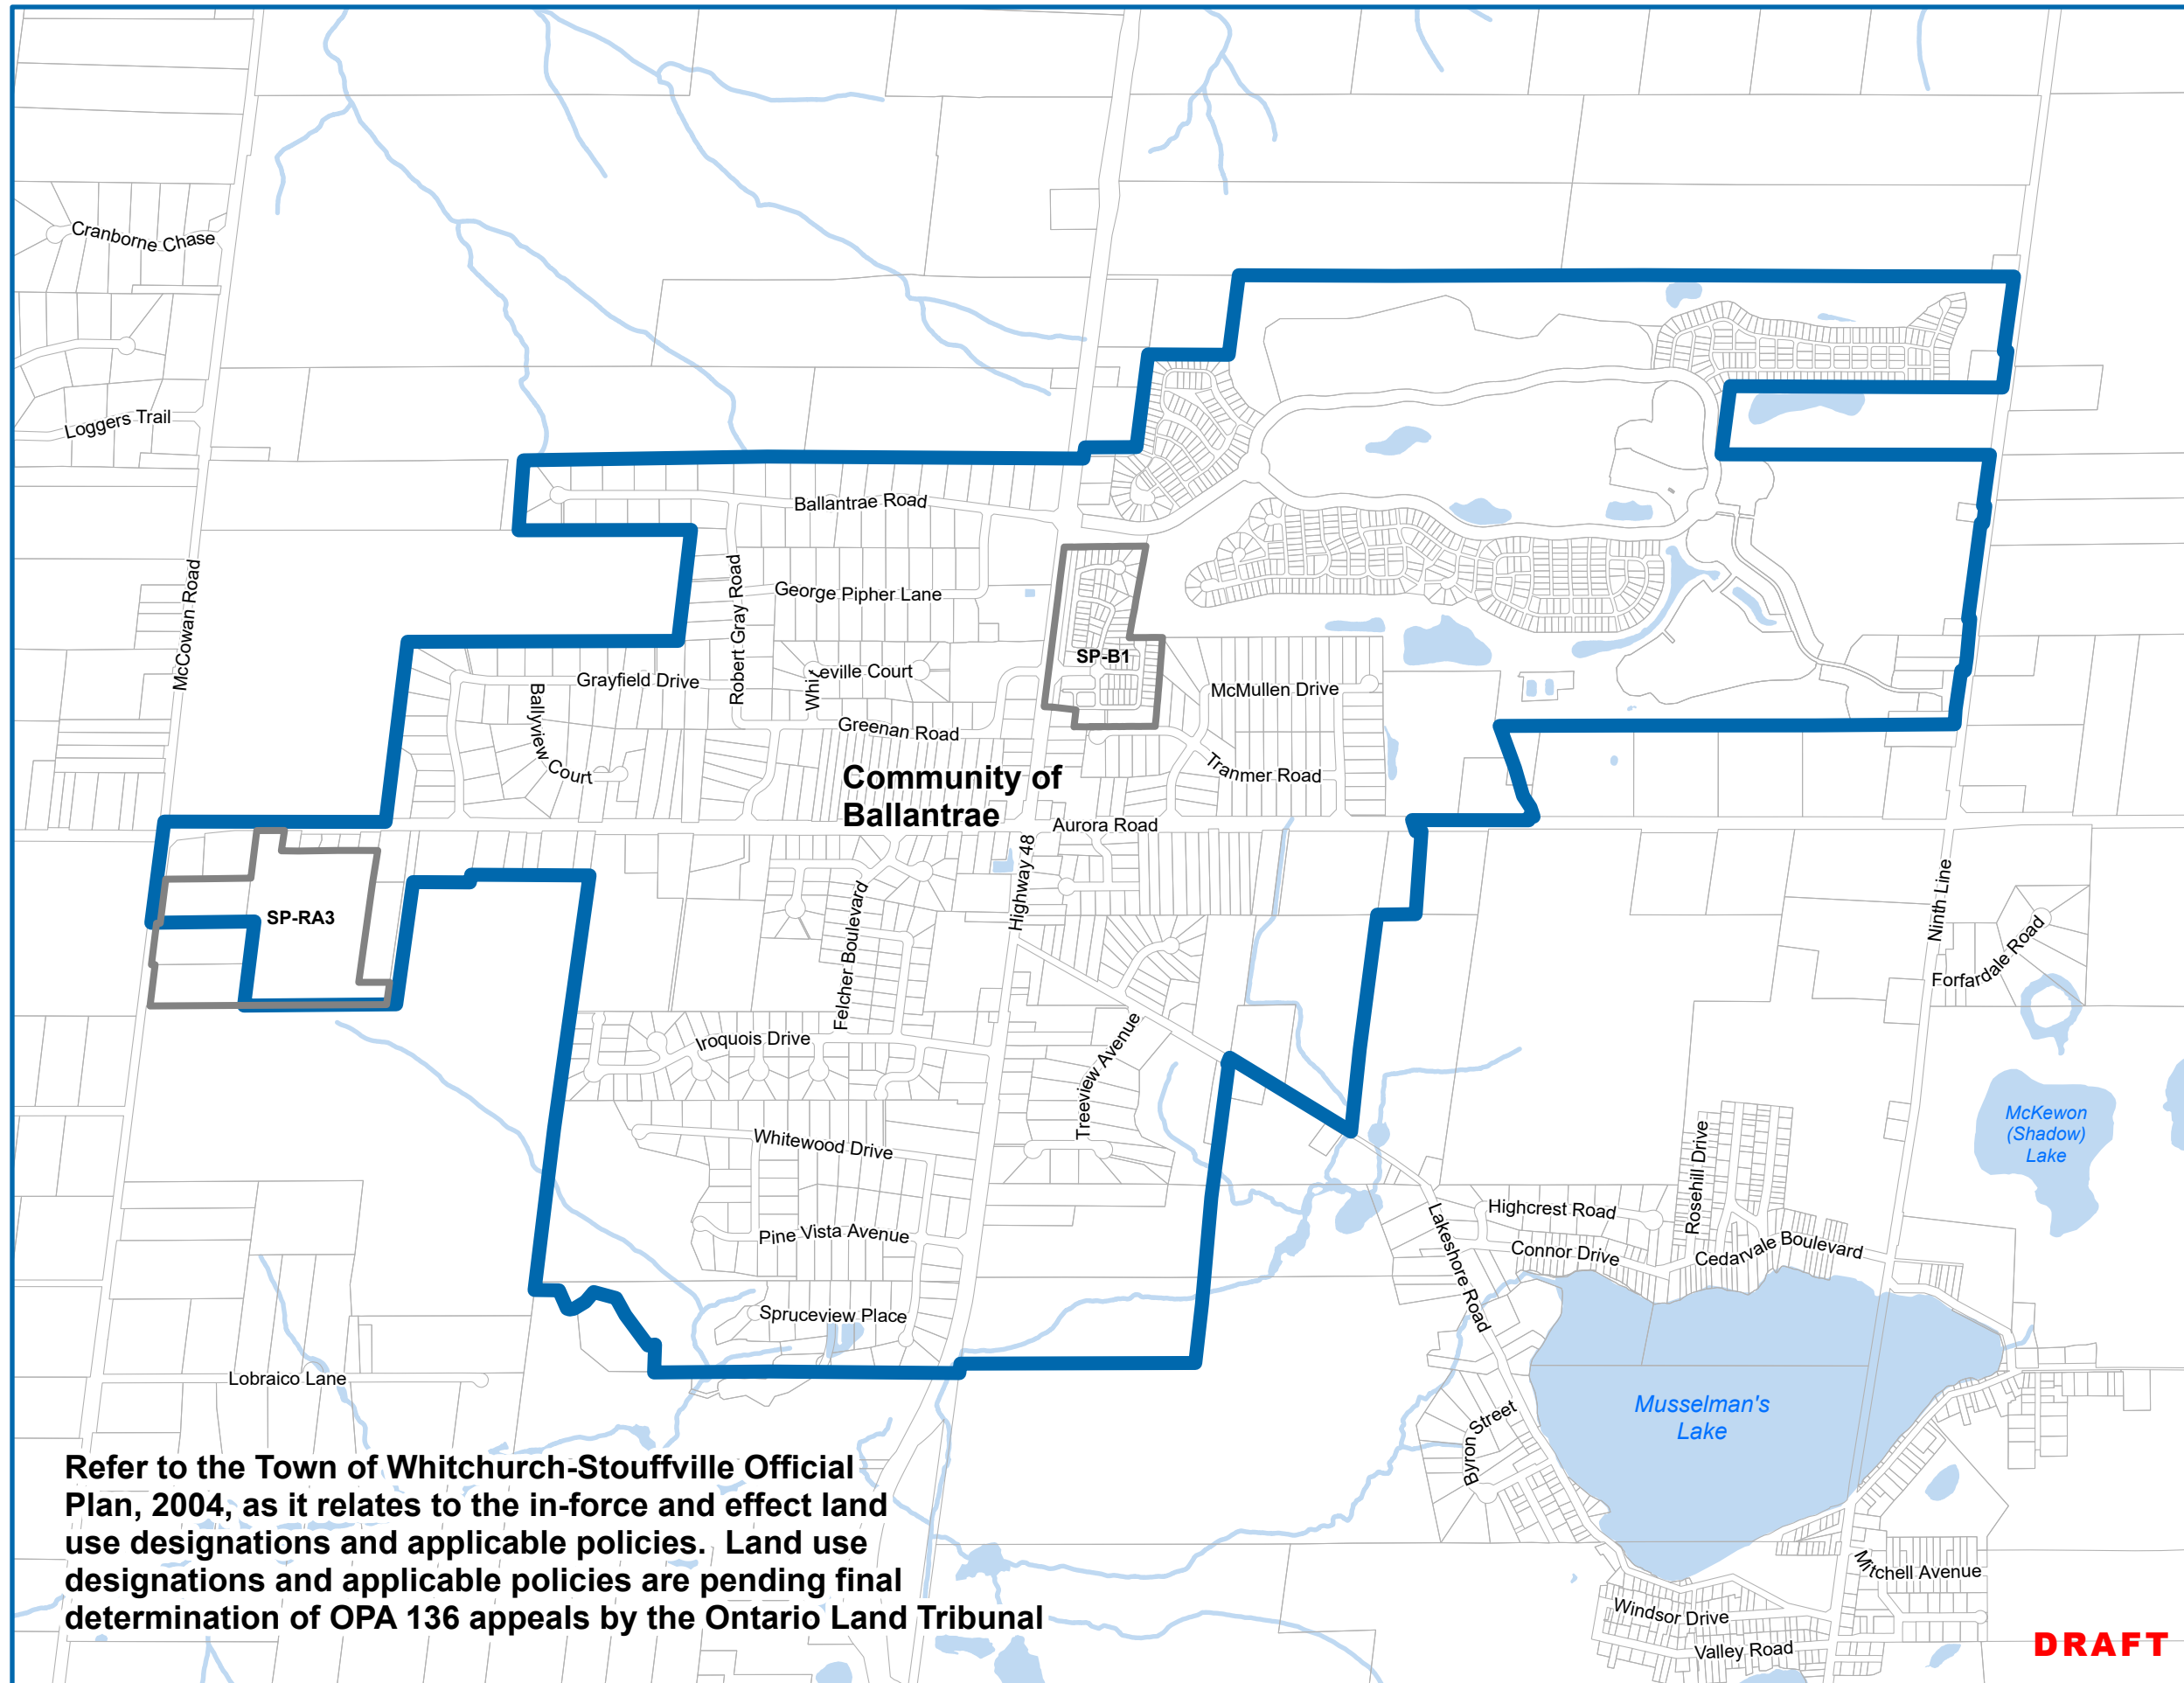 Cranborne Chase
Loggers Trail
Ballantrae Road
McCowan Road
Robert Gray Road
George Pipher Lane
SP-B1
Grayfield Drive
eville Court
McMullen Drive
Ballyview Court
Greenan Road
Tranmer Road
Community of
Ballantrae
Aurora Road
Highway 48
SP-RA3
Felcher Boulevard
Ninth Line
Forfardale Road
Iroquois Drive
Treeview Avenue
McKewon
(Shadow)
Lake
Whitewood Drive
Rosehill Drive
Highcrest Road
Pine Vista Avenue
Connor Drive
Cedarvale Boulevard
Lakeshore Road
Spruceview Place
Lobraico Lane
Musselman's
Lake
Byron Street
Refer to the Town of Whitchurch-Stouffville Official
Plan, 2004, as it relates to the in-force and effect land
use designations and applicable policies.  Land use
designations and applicable policies are pending final
determination of OPA 136 appeals by the Ontario Land Tribunal
Mitchell Avenue
Windsor Drive
Valley Road
DRAFT